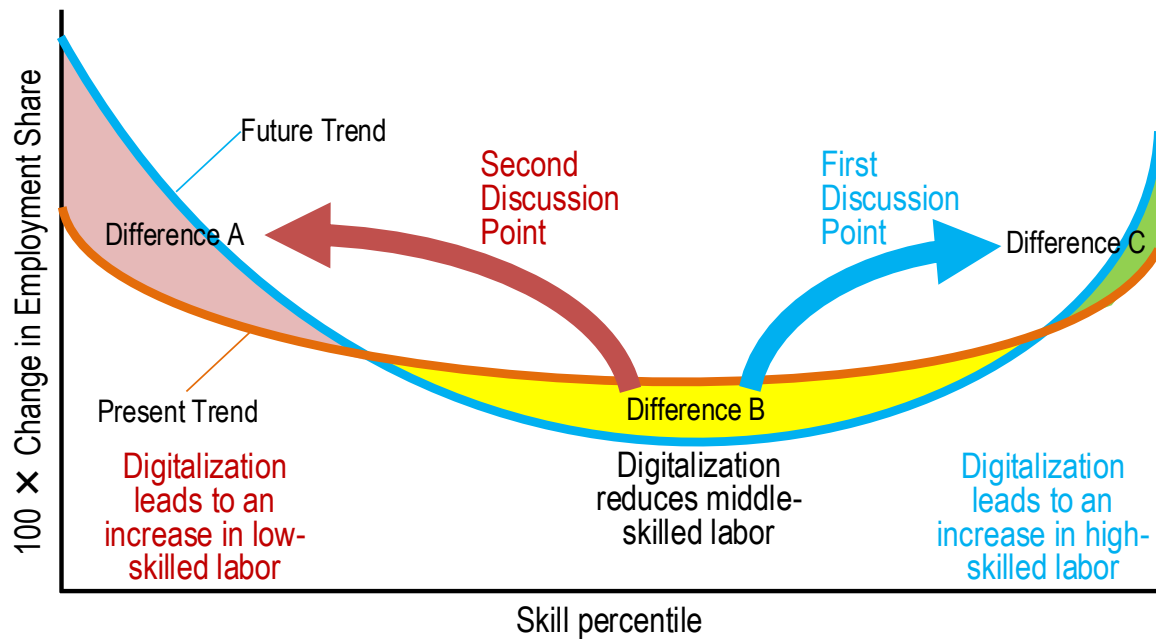 100 × Change in Employment Share
Future Trend
Second
Discussion
Point
First
Discussion
Point
Difference A
Difference C
Present Trend
Difference B
Digitalization
leads to an
increase in low-
skilled labor
Digitalization
reduces middle-
skilled labor
Digitalization
leads to an
increase in high-
skilled labor
Skill percentile